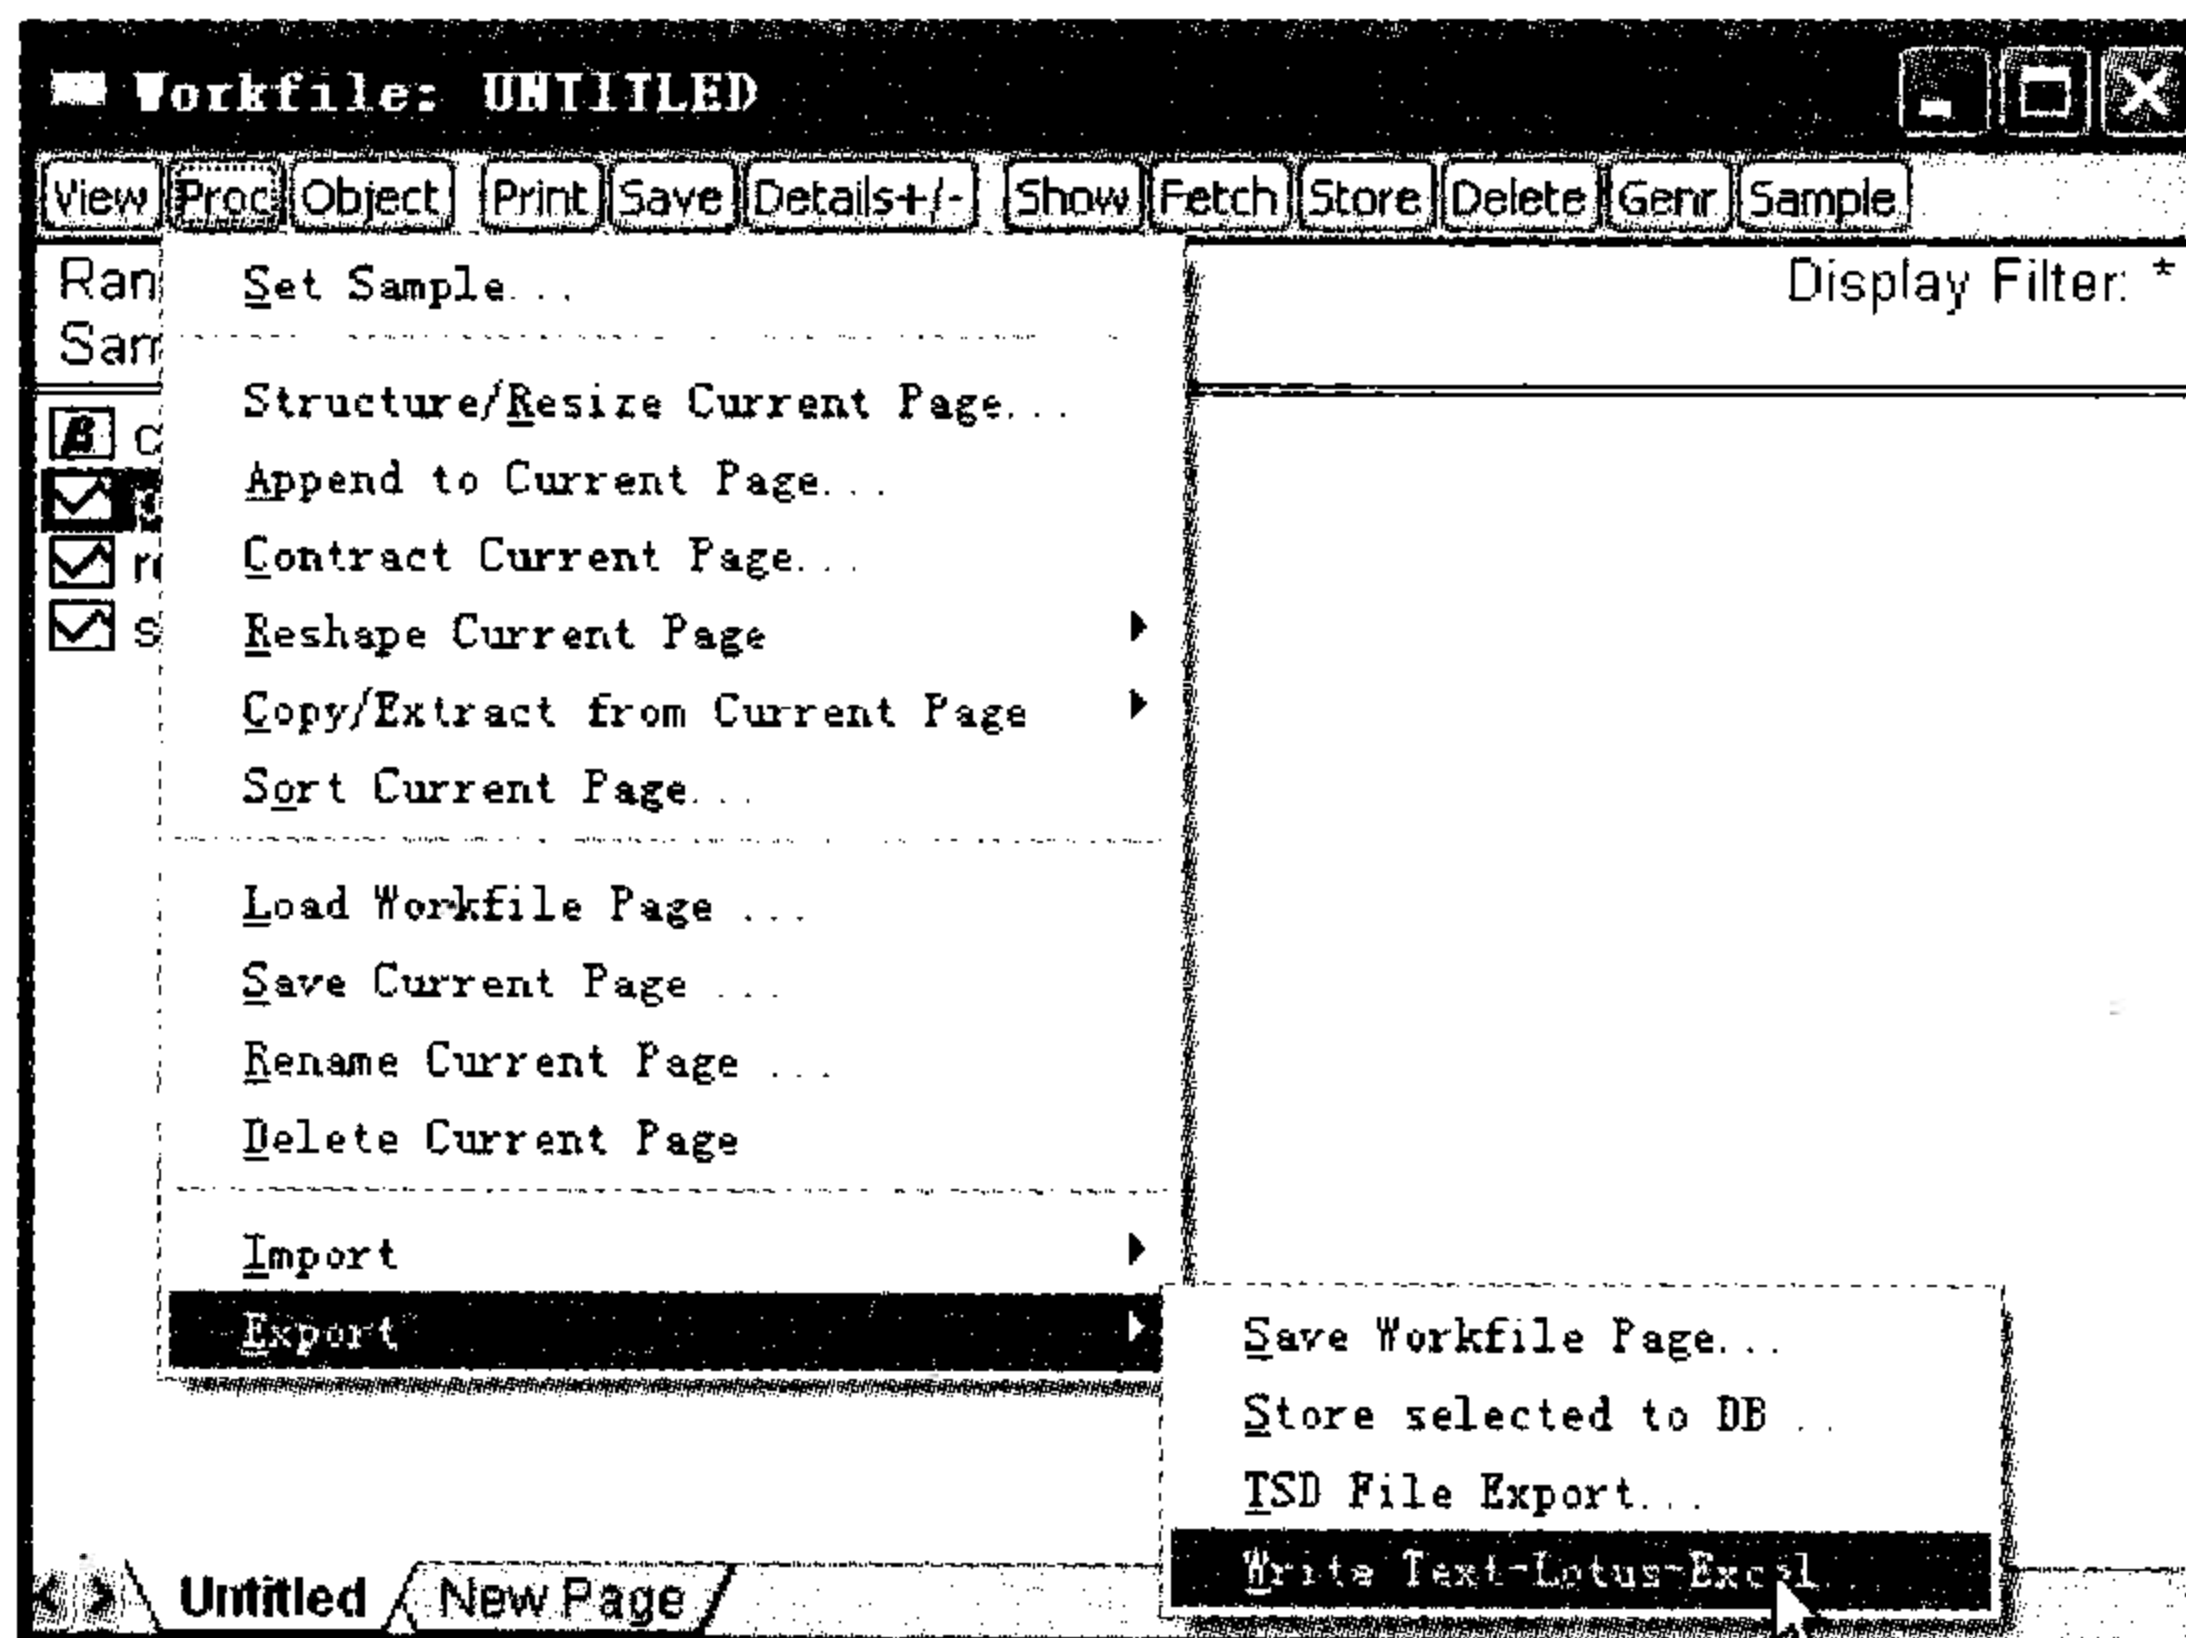 Workfile: UNTITLED
View Proc Object Print Save Details+/- Show Fetch Store Delete Genr Sample
Ran Display Filter: *
Sam
Set Sample...
Structure/Resize Current Page...
Append to Current Page...
Contract Current Page...
Reshape Current Page
Copy/Extract from Current Page
Sort Current Page...
Load Workfile Page ...
Save Current Page ...
Rename Current Page ...
Delete Current Page
Import
Export
c
r
s
Save Workfile Page...
Store selected to DB ..
TSD File Export...
Write Text-Lotus-Excel
Untitled New Page